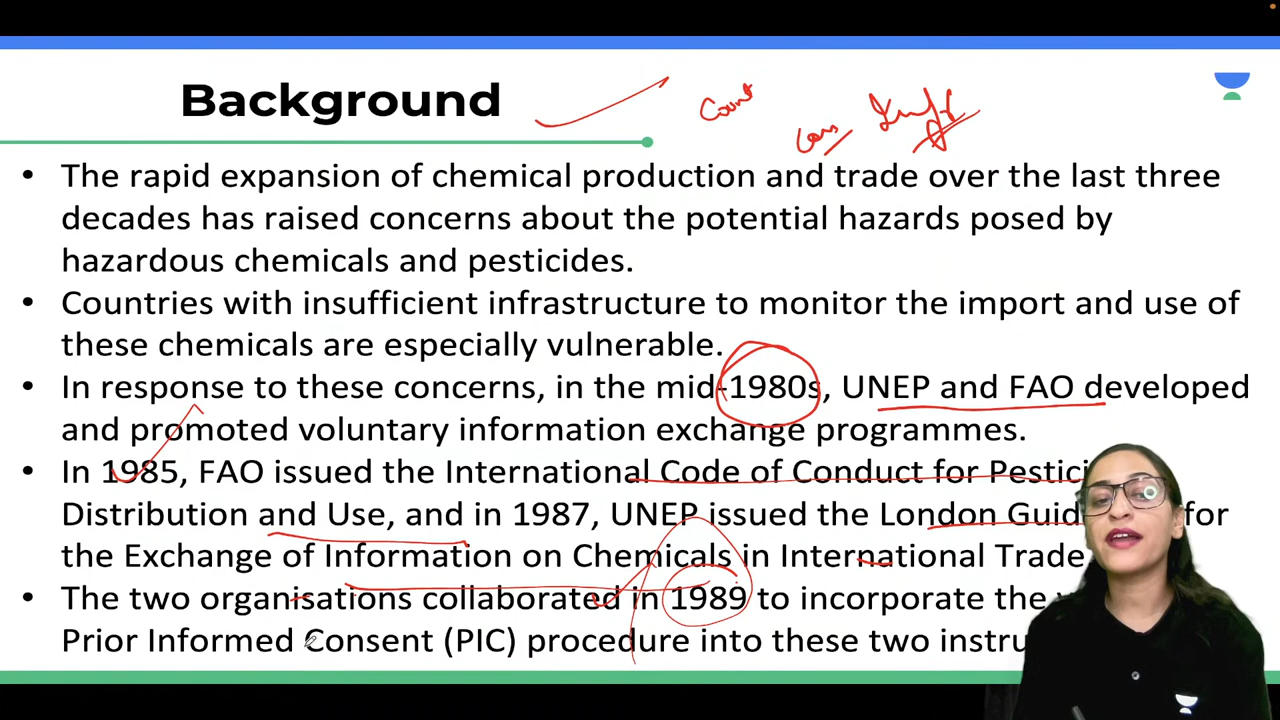 Background
Count
Cons
The rapid expansion of chemical production and trade over the last three
decades has raised concerns about the potential hazards posed by
hazardous chemicals and pesticides.
Countries with insufficient infrastructure to monitor the import and use of
these chemicals are especially vulnerable.
In response to these concerns, in the mid-1980s, UNEP and FAO developed
and promoted voluntary information exchange programmes.
In 1985, FAO issued the International Code of Conduct for
Distribution and Use, and in 1987, UNEP issued the London for
the Exchange of Information on Chemicals in International Trade
The two organisations collaborated in 1989 to incorporate the
Prior Informed Consent (PIC) procedure into these two